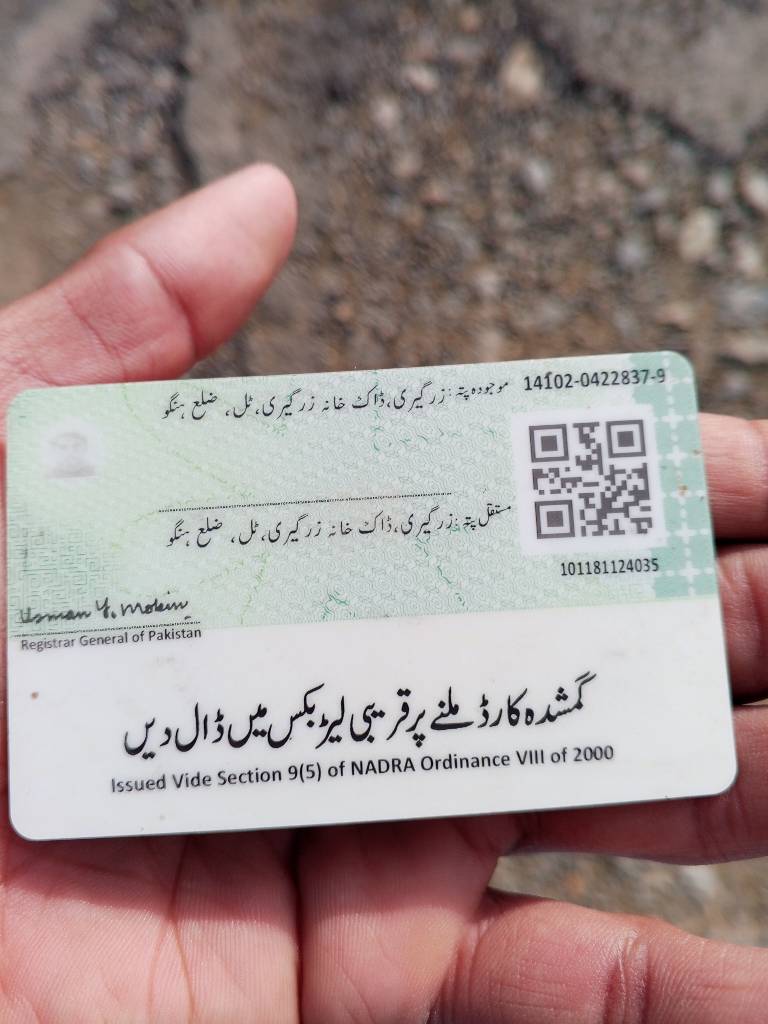 14102-0422837-9
موجودہ پتہ: زرگیری، ڈاک خانہ زرگیری، ٹل، ضلع ہنگو
مستقل پتہ: زرگیری، ڈاک خانہ زرگیری، ٹل، ضلع ہنگو
101181124035
Usman Y. Mobin
Registrar General of Pakistan
گمشدہ کارڈ ملنے پر قریبی لیٹر بکس میں ڈال دیں
Issued Vide Section 9(5) of NADRA Ordinance VIII of 2000